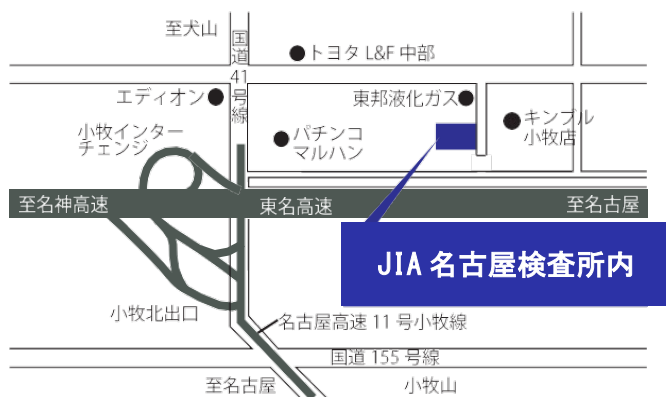 至犬山
国道41号線
トヨタ L&F 中部
エディオン
東邦液化ガス
キンブル
小牧店
小牧インター
チェンジ
パチンコ
マルハン
至名神高速
東名高速
至名古屋
JIA 名古屋検査所内
小牧北出口
名古屋高速 11 号小牧線
国道 155 号線
至名古屋
小牧山